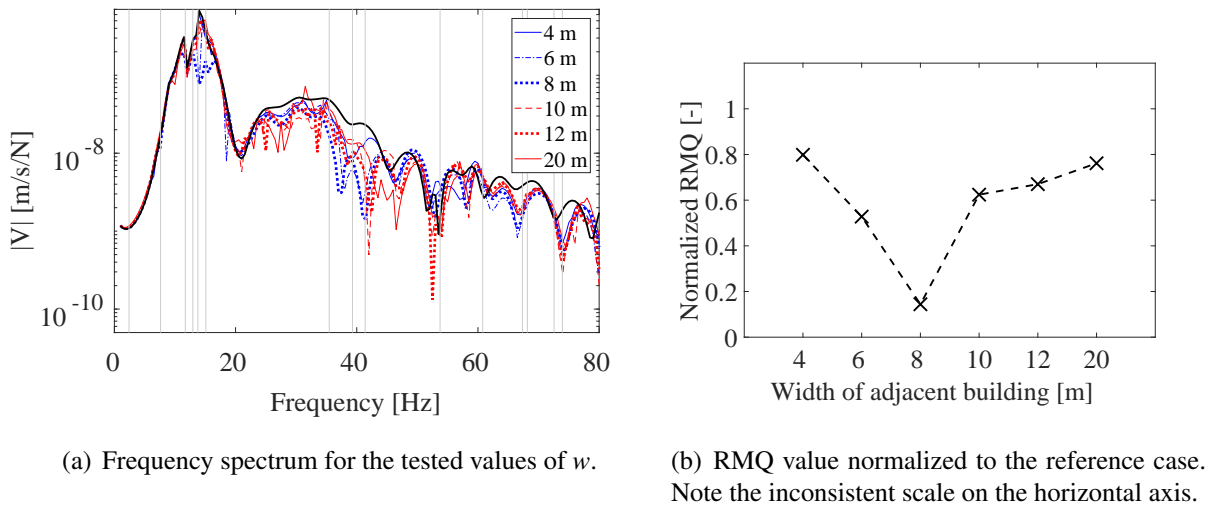 4 m
6 m
8 m
10 m
12 m
20 m
10⁻⁸
10⁻¹⁰
|V| [m/s/N]
0
20
40
60
80
Frequency [Hz]
(a) Frequency spectrum for the tested values of w.
1
0.8
0.6
0.4
0.2
0
Normalized RMQ [-]
4
6
8
10
12
20
Width of adjacent building [m]
(b) RMQ value normalized to the reference case.
Note the inconsistent scale on the horizontal axis.